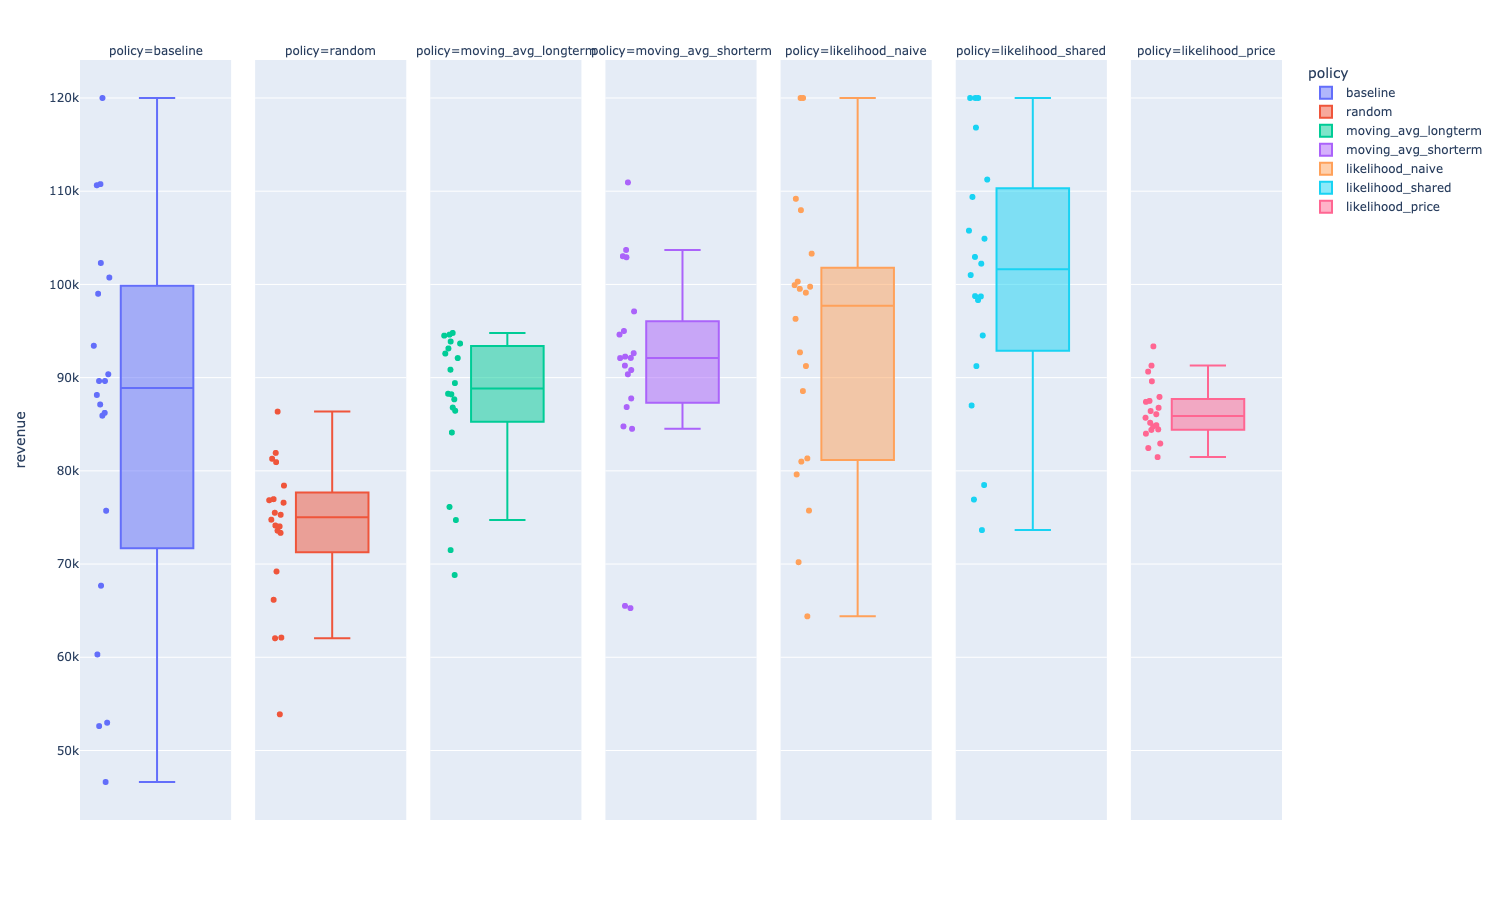 policy=baseline
policy=random
policy=moving_avg_longterm
policy=moving_avg_shorterm
policy=likelihood_naive
policy=likelihood_shared
policy=likelihood_price
policy
baseline
random
moving_avg_longterm
moving_avg_shorterm
likelihood_naive
likelihood_shared
likelihood_price
120k
110k
100k
90k
80k
70k
60k
50k
revenue